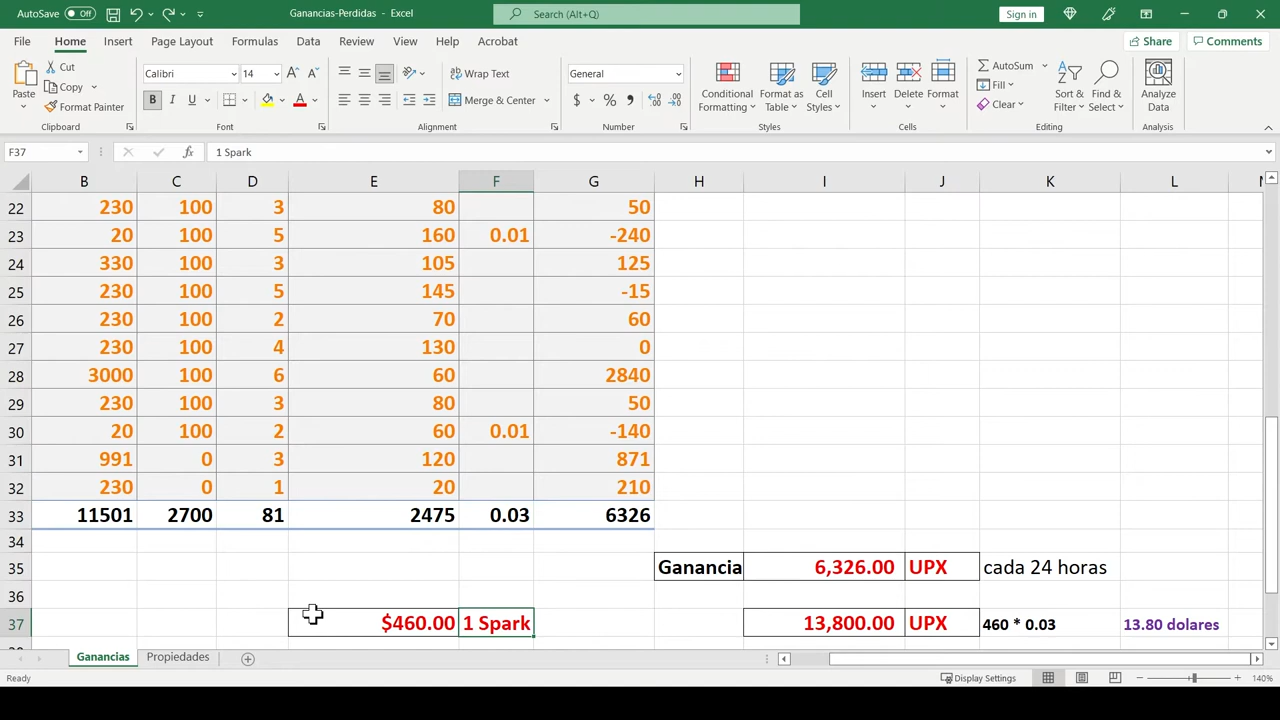 AutoSave Off Ganancias-Perdidas - Excel Search (Alt+Q) Sign in
File Home Insert Page Layout Formulas Data Review View Help Acrobat Share Comments
Paste Cut Copy Format Painter Clipboard
Calibri 14 B I U A Font
Wrap Text Merge & Center Alignment
General $ % Number
Conditional Formatting Format as Table Cell Styles Styles
Insert Delete Format Cells
AutoSum Fill Clear Sort & Filter Find & Select Editing
Analyze Data Analysis
F37 fx 1 Spark
B C D E F G H I J K L
22 230 100 3 80 50
23 20 100 5 160 0.01 -240
24 330 100 3 105 125
25 230 100 5 145 -15
26 230 100 2 70 60
27 230 100 4 130 0
28 3000 100 6 60 2840
29 230 100 3 80 50
30 20 100 2 60 0.01 -140
31 991 0 3 120 871
32 230 0 1 20 210
33 11501 2700 81 2475 0.03 6326
34
35 Ganancia 6,326.00 UPX cada 24 horas
36
37 $460.00 1 Spark 13,800.00 UPX 460 * 0.03 13.80 dolares
Ganancias Propiedades
Ready Display Settings 140%